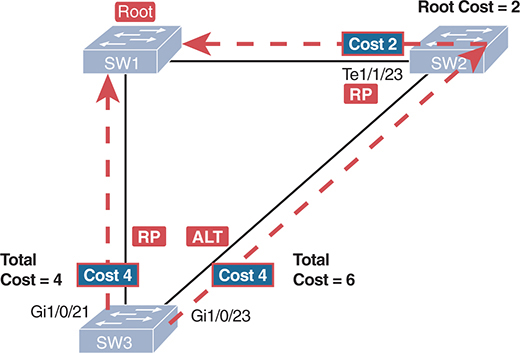 Root
Root Cost = 2
Cost 2
SW1
SW2
Te1/1/23
RP
RP
ALT
Total
Cost = 4
Cost 4
Cost 4
Total
Cost = 6
Gi1/0/21
Gi1/0/23
SW3